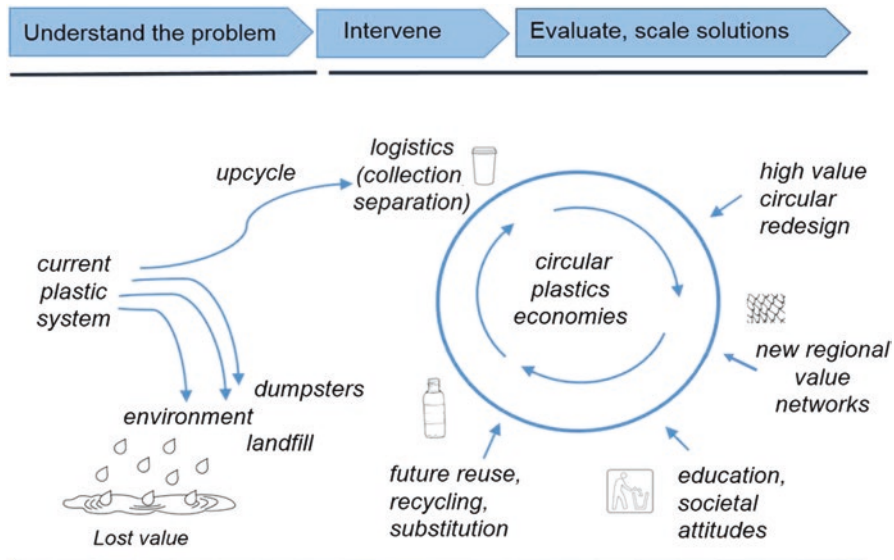 Understand the problem
Intervene
Evaluate, scale solutions
upcycle
logistics
(collection
separation)
high value
circular
redesign
current
plastic
system
circular
plastics
economies
new regional
value
networks
dumpsters
environment
landfill
future reuse,
recycling,
substitution
education,
societal
attitudes
Lost value